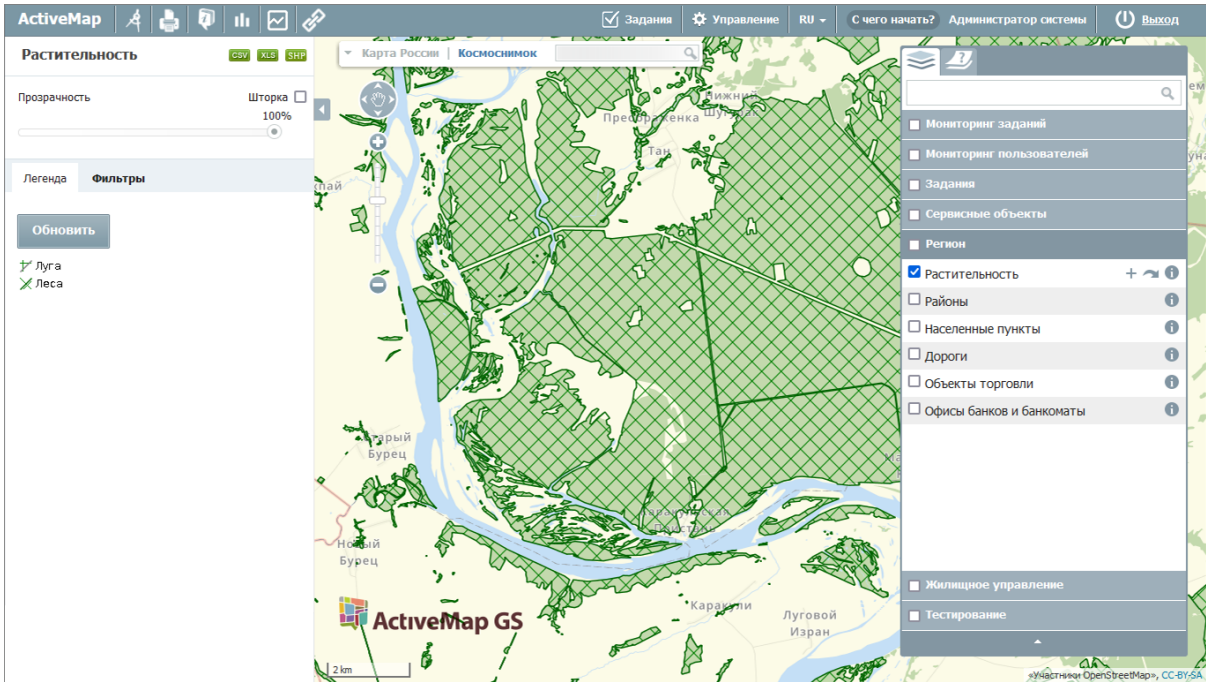 ActiveMap
Задания
Управление
RU
С чего начать?
Администратор системы
Выход
Растительность
CSV
XLS
SHP
Прозрачность
Шторка
100%
Легенда
Фильтры
Обновить
Луга
Леса
Карта России
Космоснимок
Нижний
Шуурак
Преображенка
Тан
Старый
Бурец
Новый
Бурец
Каракули
Луговой
Изран
ActiveMap GS
2 km
Мониторинг заданий
Мониторинг пользователей
Задания
Сервисные объекты
Регион
Растительность
Районы
Населенные пункты
Дороги
Объекты торговли
Офисы банков и банкоматы
Жилищное управление
Тестирование
«Участники OpenStreetMap», CC-BY-SA